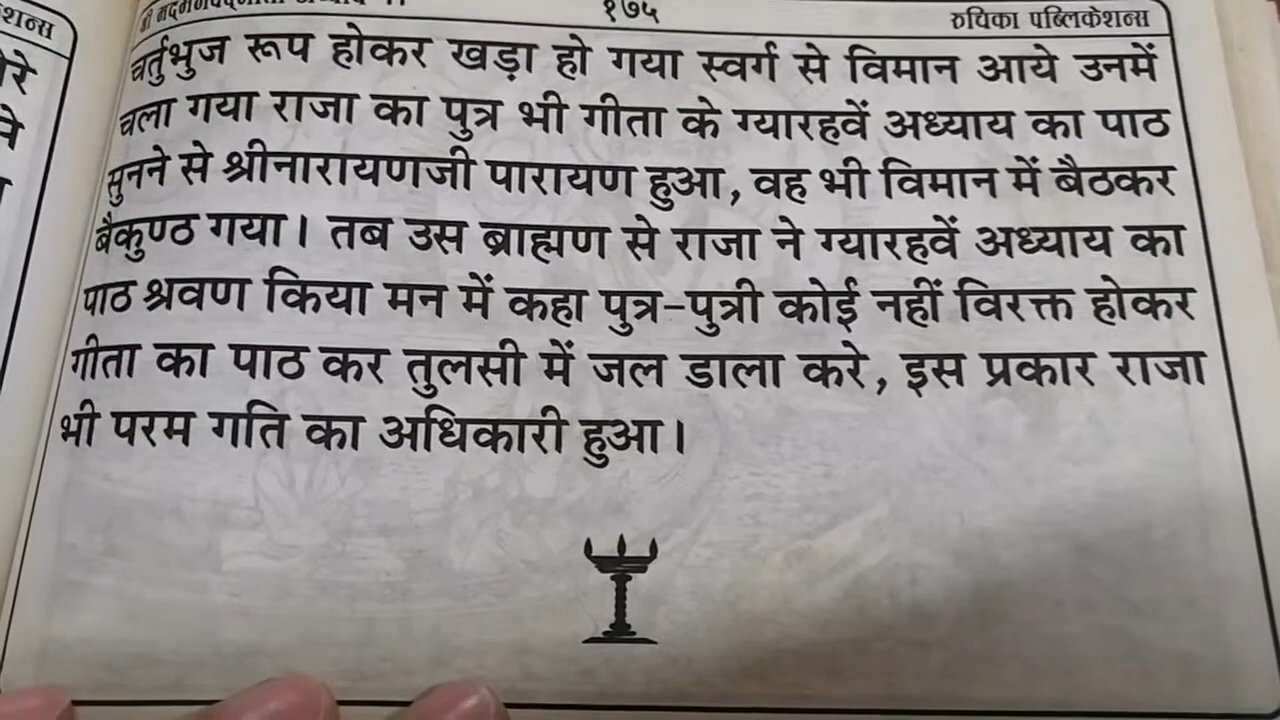 शन्स
१७५
रुचिका पब्लिकेशन्स
चर्तुभुज रूप होकर खड़ा हो गया स्वर्ग से विमान आये उनमें
चला गया राजा का पुत्र भी गीता के ग्यारहवें अध्याय का पाठ
सुनने से श्रीनारायणजी पारायण हुआ, वह भी विमान में बैठकर
बैकुण्ठ गया। तब उस ब्राह्मण से राजा ने ग्यारहवें अध्याय का
पाठ श्रवण किया मन में कहा पुत्र-पुत्री कोई नहीं विरक्त होकर
गीता का पाठ कर तुलसी में जल डाला करे, इस प्रकार राजा
भी परम गति का अधिकारी हुआ।